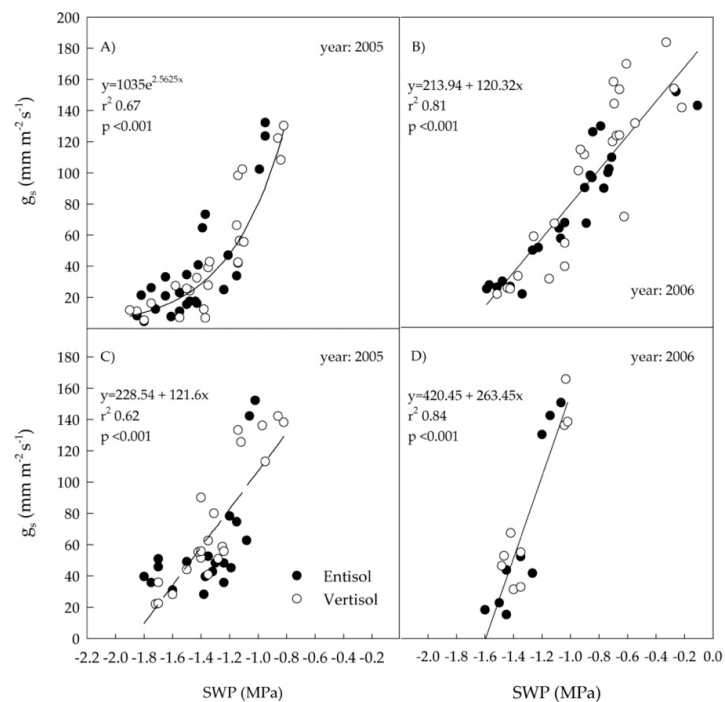 A)
year: 2005
y=1035e^2.5625x
r² 0.67
p <0.001
200
180
160
140
120
100
80
60
40
20
gs (mm m⁻² s⁻¹)
B)
y=213.94 + 120.32x
r² 0.81
p <0.001
year: 2006
C)
year: 2005
y=228.54 + 121.6x
r² 0.62
p <0.001
180
160
140
120
100
80
60
40
20
0
gs (mm m⁻² s⁻¹)
Entisol
Vertisol
-2.2 -2.0 -1.8 -1.6 -1.4 -1.2 -1.0 -0.8 -0.6 -0.4 -0.2
SWP (MPa)
D)
year: 2006
y=420.45 + 263.45x
r² 0.84
p <0.001
-2.0 -1.8 -1.6 -1.4 -1.2 -1.0 -0.8 -0.6 -0.4 -0.2 0.0
SWP (MPa)